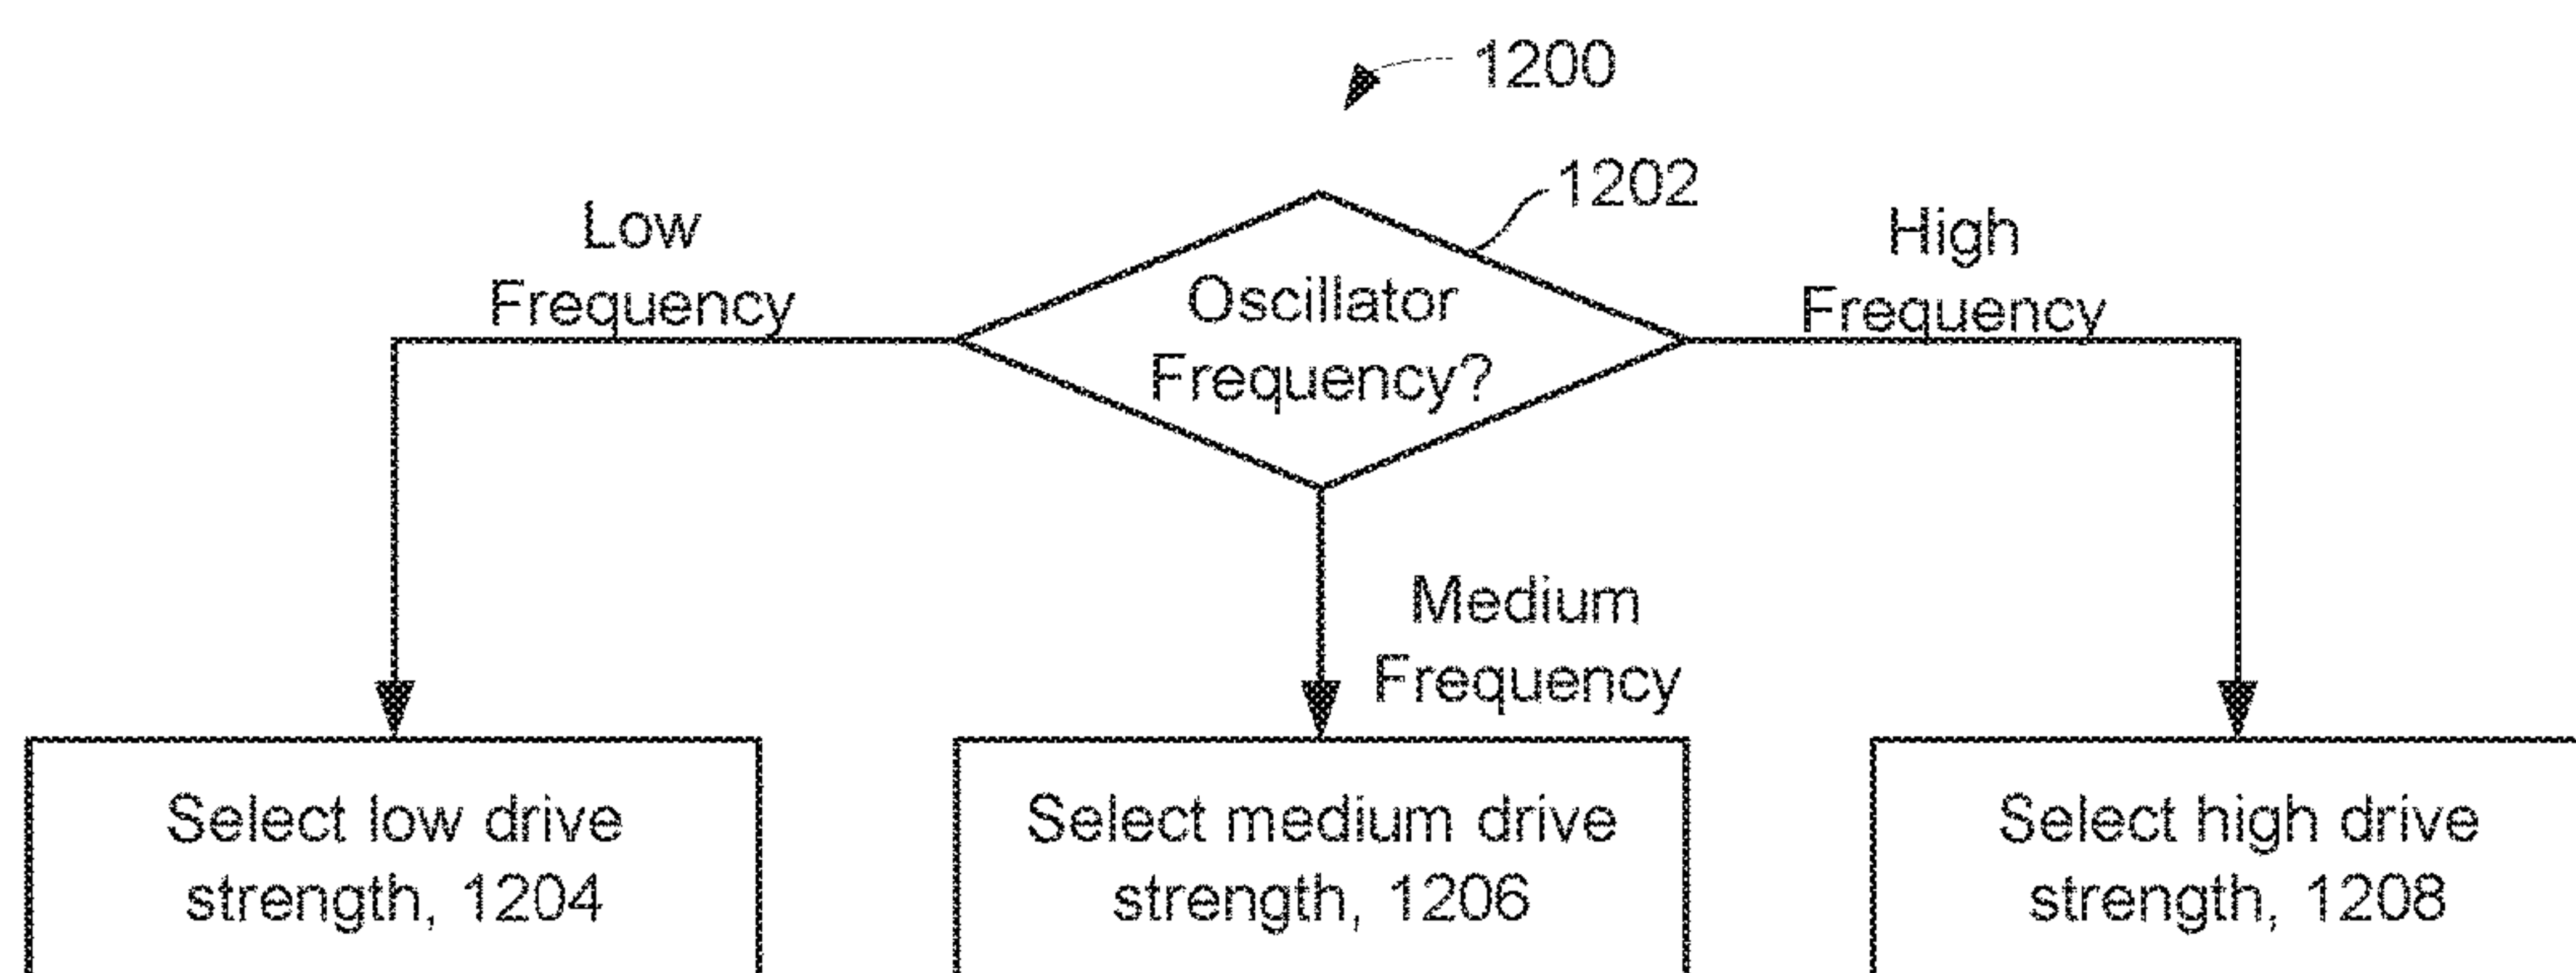 1200
1202
Low
Frequency
High
Frequency
Oscillator
Frequency?
Medium
Frequency
Select low drive
strength, 1204
Select medium drive
strength, 1206
Select high drive
strength, 1208